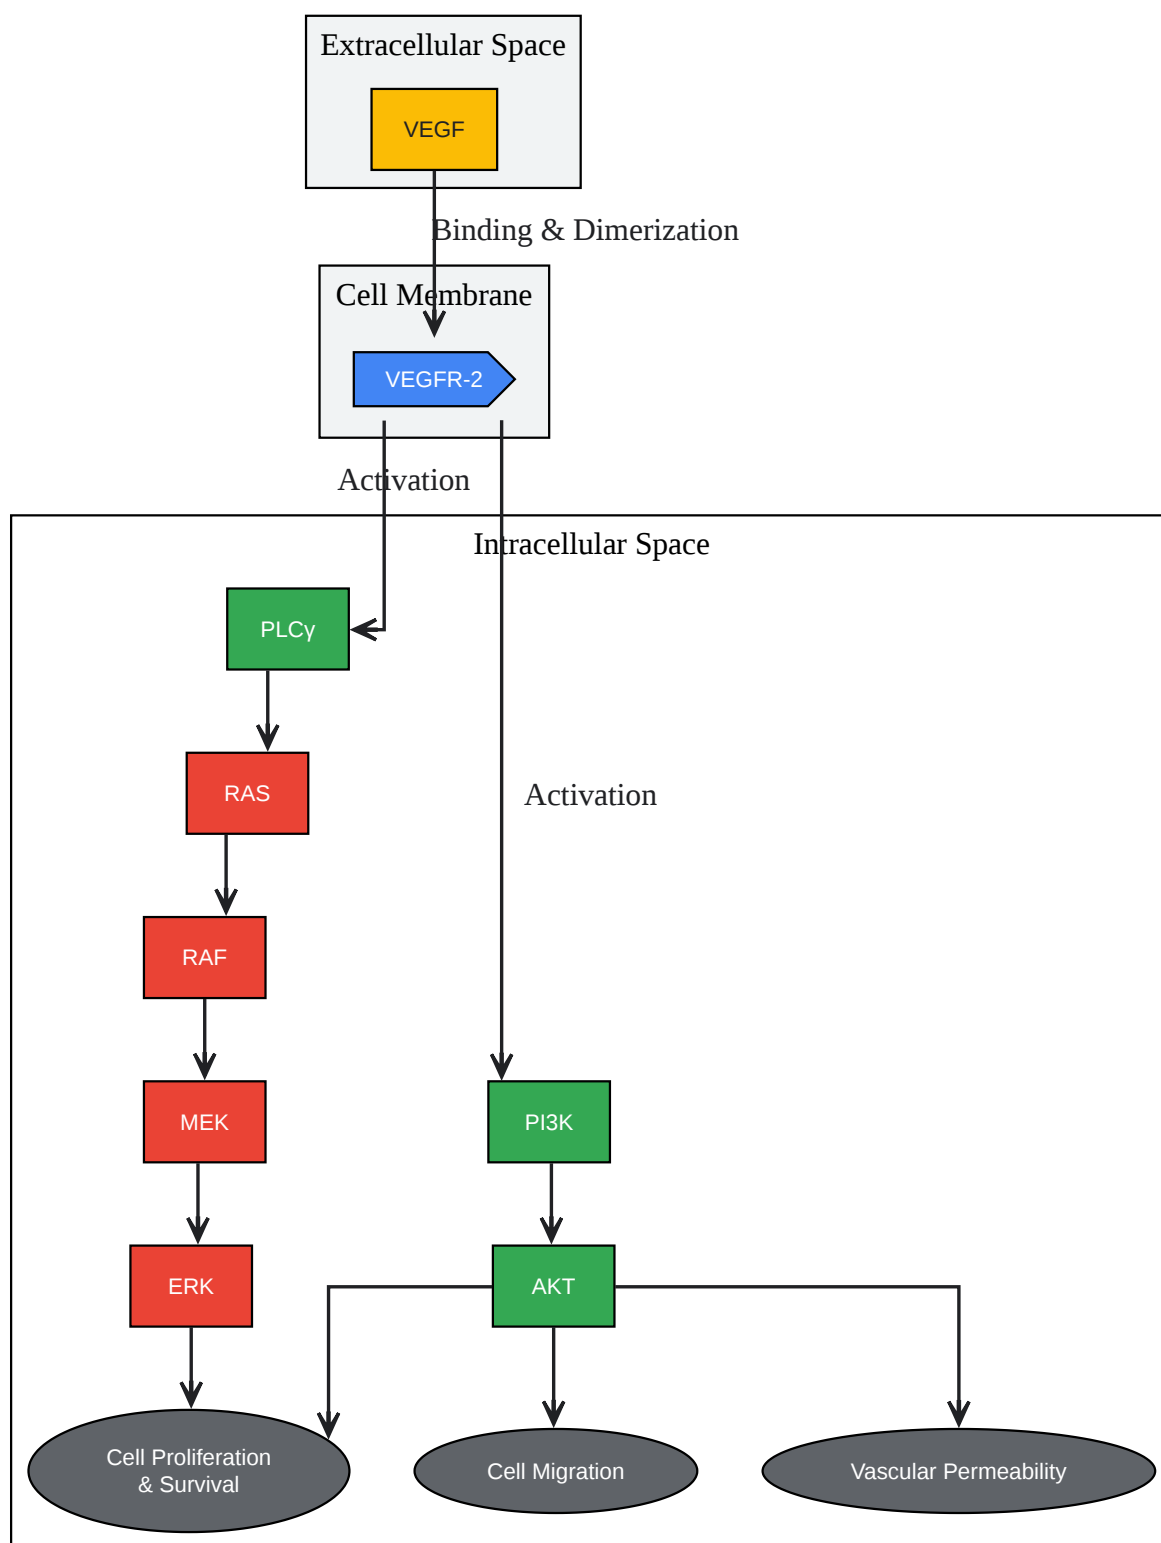 Extracellular Space
VEGF
Binding & Dimerization
Cell Membrane
VEGFR-2
Activation
Intracellular Space
PLCγ
RAS
Activation
RAF
MEK
PI3K
ERK
AKT
Cell Proliferation
& Survival
Cell Migration
Vascular Permeability